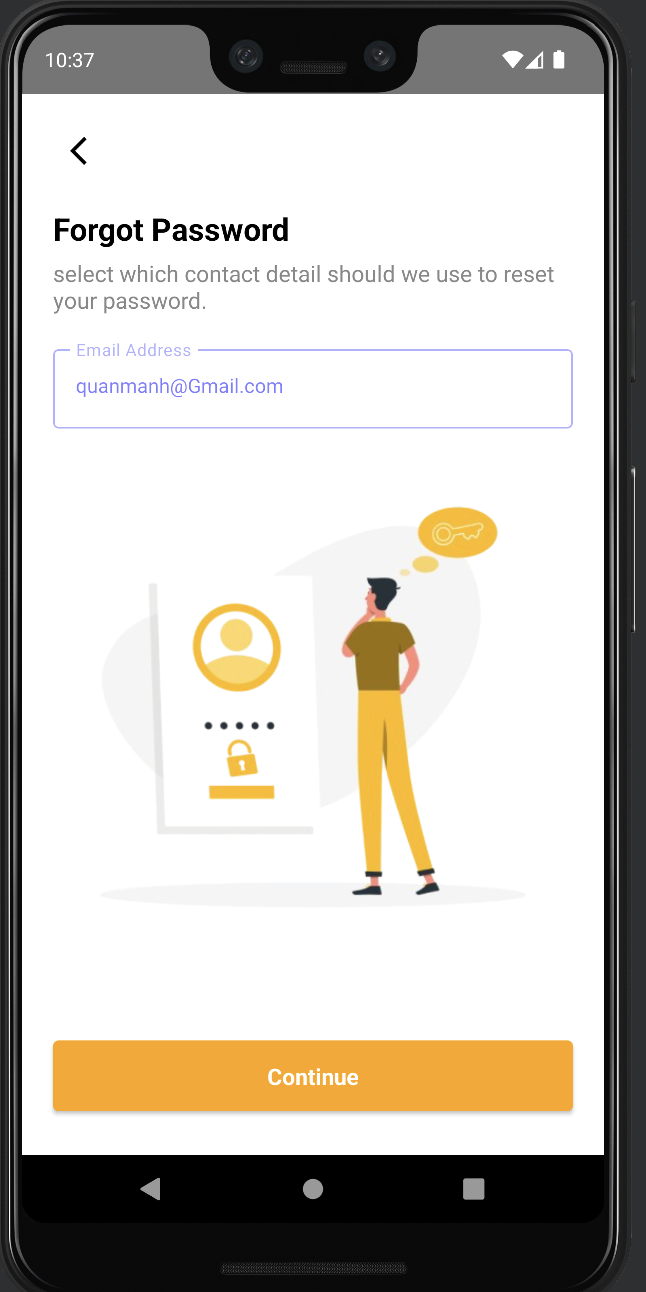 10:37
Forgot Password
select which contact detail should we use to reset
your password.
Email Address
quanmanh@Gmail.com
Continue